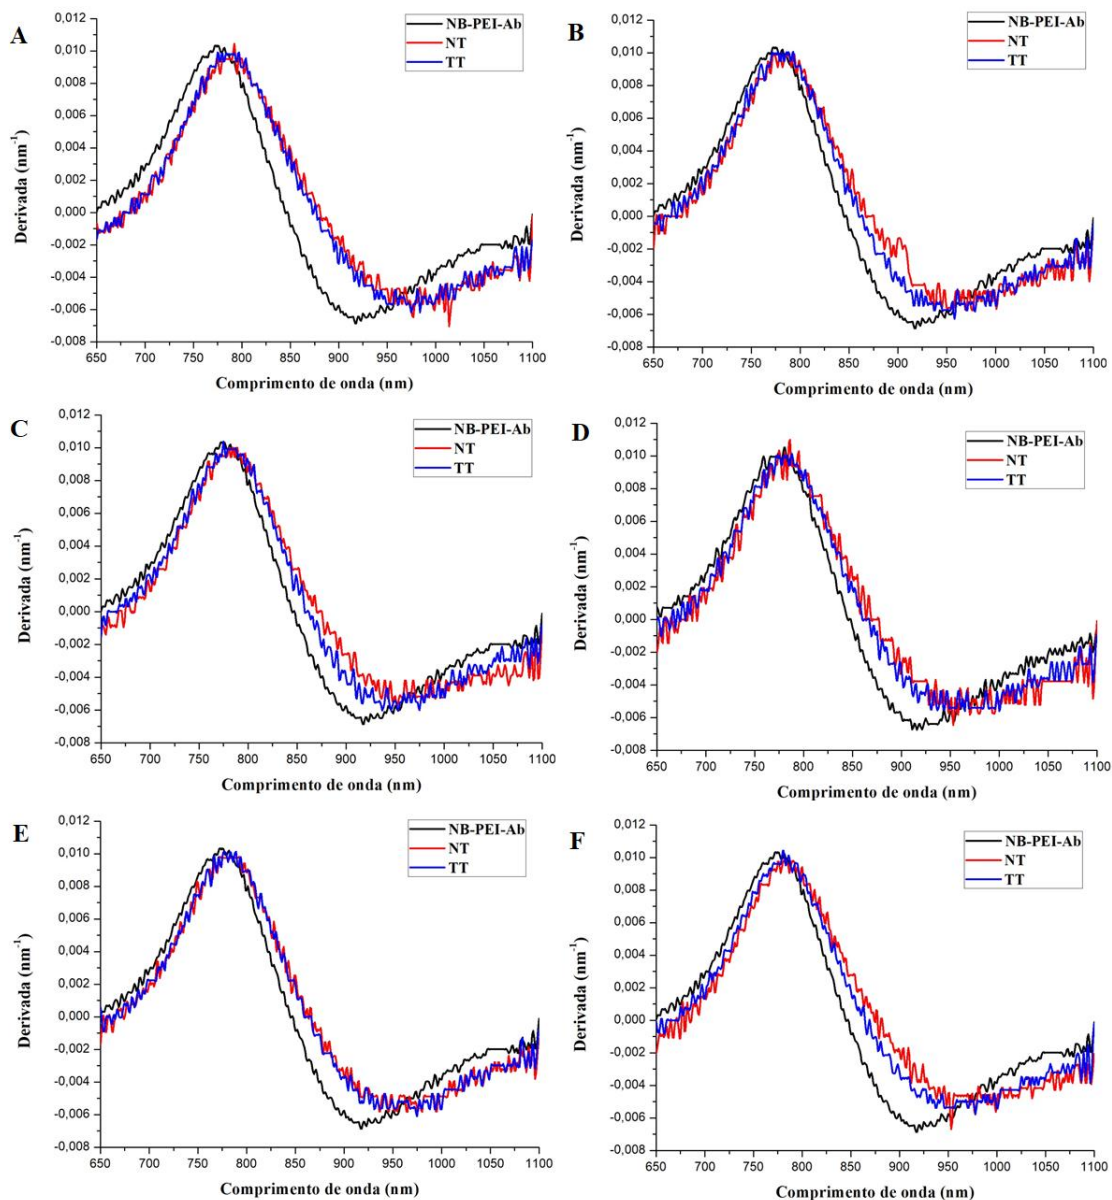 A
NB-PEI-Ab
NT
TT
0,012
0,010
0,008
0,006
0,004
0,002
0,000
-0,002
-0,004
-0,006
-0,008
Derivada (nm⁻¹)
650 700 750 800 850 900 950 1000 1050 1100
Comprimento de onda (nm)
B
NB-PEI-Ab
NT
TT
0,012
0,010
0,008
0,006
0,004
0,002
0,000
-0,002
-0,004
-0,006
-0,008
Derivada (nm⁻¹)
650 700 750 800 850 900 950 1000 1050 1100
Comprimento de onda (nm)
C
NB-PEI-Ab
NT
TT
0,012
0,010
0,008
0,006
0,004
0,002
0,000
-0,002
-0,004
-0,006
-0,008
Derivada (nm⁻¹)
650 700 750 800 850 900 950 1000 1050 1100
Comprimento de onda (nm)
D
NB-PEI-Ab
NT
TT
0,012
0,010
0,008
0,006
0,004
0,002
0,000
-0,002
-0,004
-0,006
-0,008
Derivada (nm⁻¹)
650 700 750 800 850 900 950 1000 1050 1100
Comprimento de onda (nm)
E
NB-PEI-Ab
NT
TT
0,012
0,010
0,008
0,006
0,004
0,002
0,000
-0,002
-0,004
-0,006
-0,008
Derivada (nm⁻¹)
650 700 750 800 850 900 950 1000 1050 1100
Comprimento de onda (nm)
F
NB-PEI-Ab
NT
TT
0,012
0,010
0,008
0,006
0,004
0,002
0,000
-0,002
-0,004
-0,006
-0,008
Derivada (nm⁻¹)
650 700 750 800 850 900 950 1000 1050 1100
Comprimento de onda (nm)